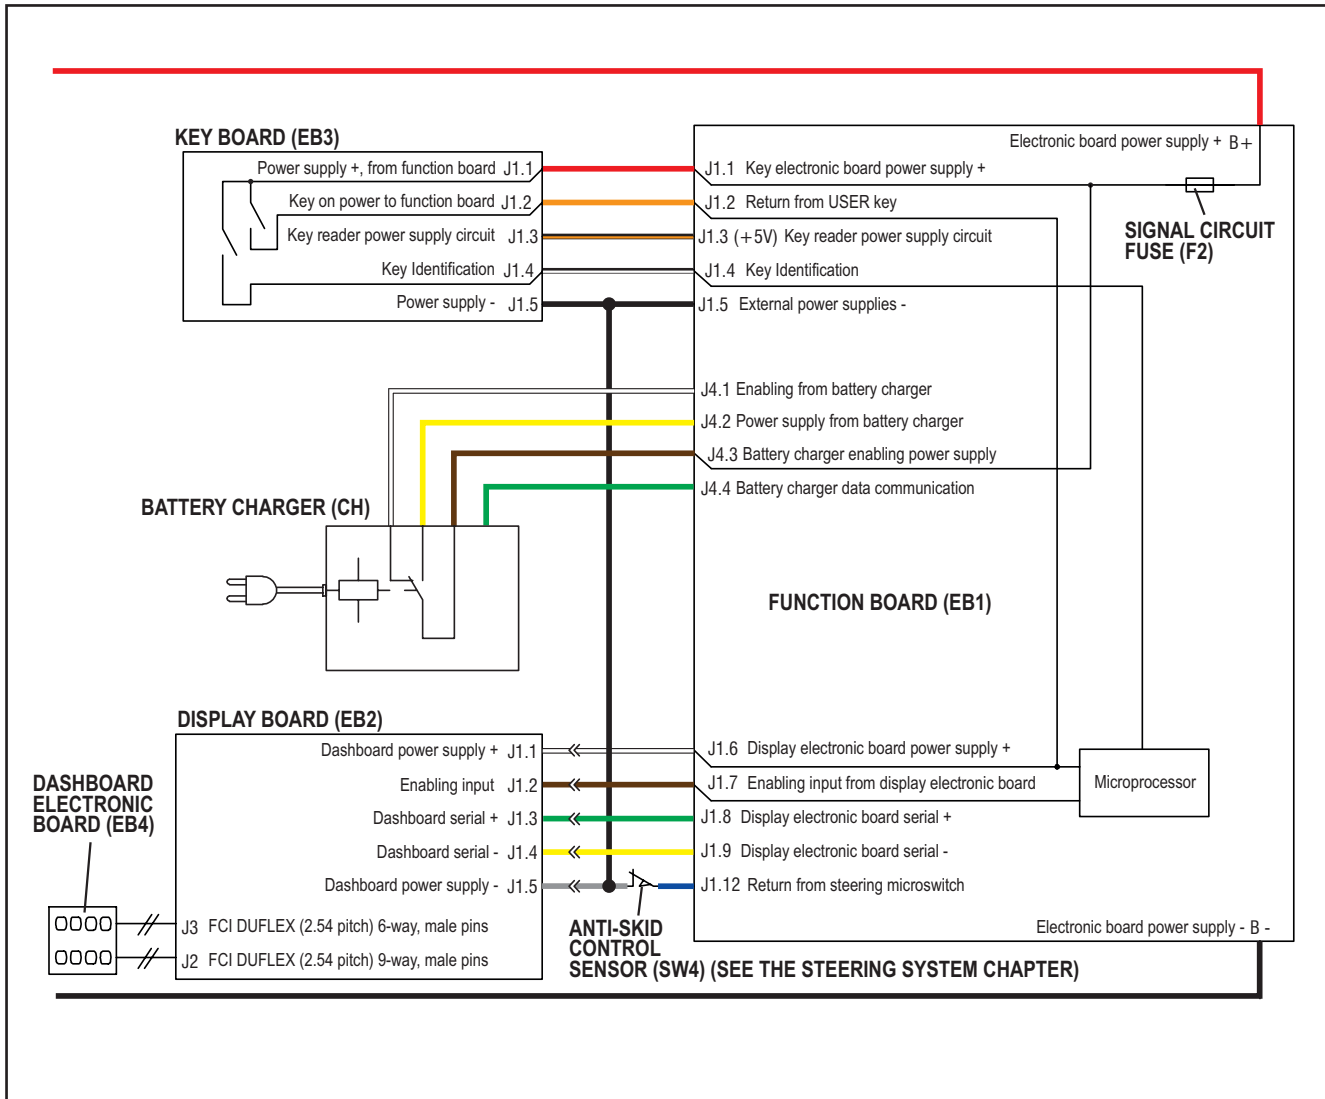 Electronic board power supply + B+
KEY BOARD (EB3)
Power supply +, from function board J1.1
J1.1 Key electronic board power supply +
Key on power to function board J1.2
J1.2 Return from USER key
Key reader power supply circuit J1.3
J1.3 (+5V) Key reader power supply circuit
SIGNAL CIRCUIT
FUSE (F2)
Key Identification J1.4
J1.4 Key Identification
Power supply - J1.5
J1.5 External power supplies -
J4.1 Enabling from battery charger
J4.2 Power supply from battery charger
J4.3 Battery charger enabling power supply
J4.4 Battery charger data communication
BATTERY CHARGER (CH)
FUNCTION BOARD (EB1)
DISPLAY BOARD (EB2)
Dashboard power supply + J1.1
J1.6 Display electronic board power supply +
Enabling input J1.2
J1.7 Enabling input from display electronic board
Microprocessor
DASHBOARD
ELECTRONIC
BOARD (EB4)
Dashboard serial + J1.3
J1.8 Display electronic board serial +
Dashboard serial - J1.4
J1.9 Display electronic board serial -
Dashboard power supply - J1.5
J1.12 Return from steering microswitch
J3 FCI DUFLEX (2.54 pitch) 6-way, male pins
J2 FCI DUFLEX (2.54 pitch) 9-way, male pins
ANTI-SKID
CONTROL
SENSOR (SW4) (SEE THE STEERING SYSTEM CHAPTER)
Electronic board power supply - B -